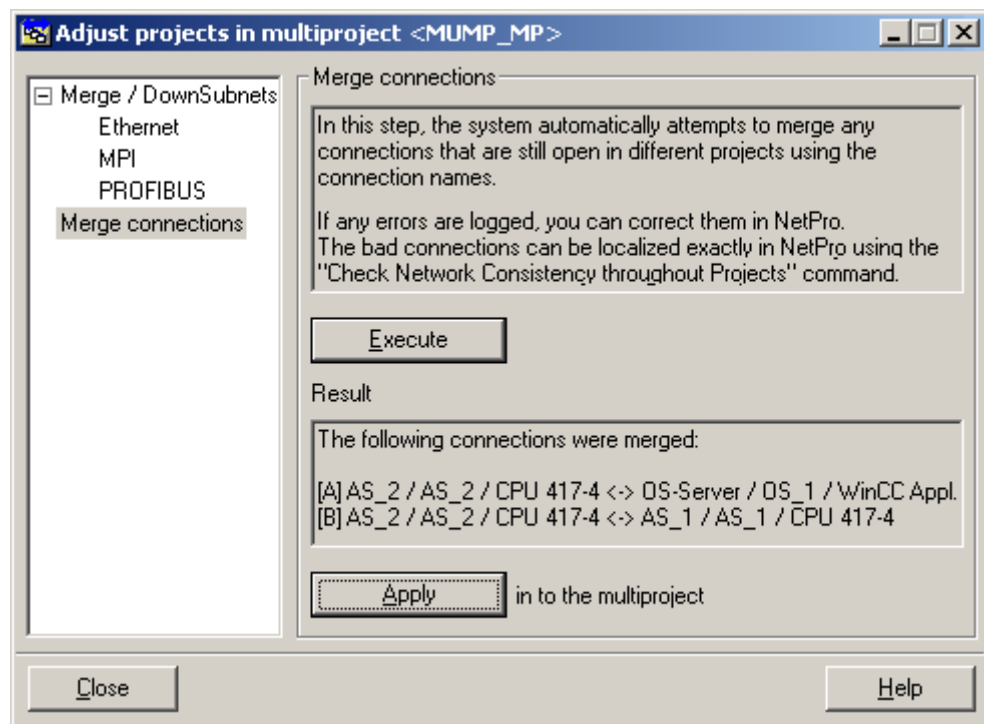 Adjust projects in multiproject <MUMP_MP>
Merge / DownSubnets
Ethernet
MPI
PROFIBUS
Merge connections
Merge connections
In this step, the system automatically attempts to merge any
connections that are still open in different projects using the
connection names.
If any errors are logged, you can correct them in NetPro.
The bad connections can be localized exactly in NetPro using the
"Check Network Consistency throughout Projects" command.
Execute
Result
The following connections were merged:
[A] AS_2 / AS_2 / CPU 417-4 <-> OS-Server / OS_1 / WinCC Appl.
[B] AS_2 / AS_2 / CPU 417-4 <-> AS_1 / AS_1 / CPU 417-4
Apply in to the multiproject
Close
Help